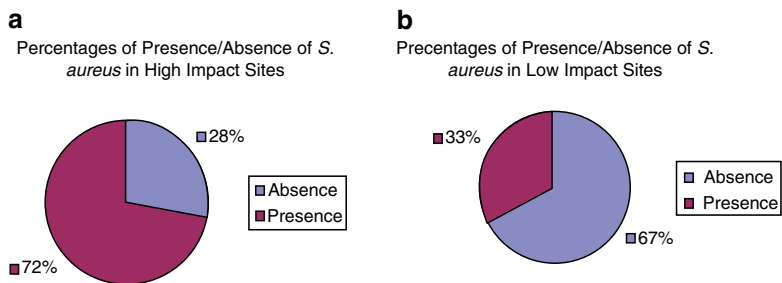 a
Percentages of Presence/Absence of S.
aureus in High Impact Sites
28%
Absence
Presence
72%
b
Precentages of Presence/Absence of S.
aureus in Low Impact Sites
33%
Absence
Presence
67%